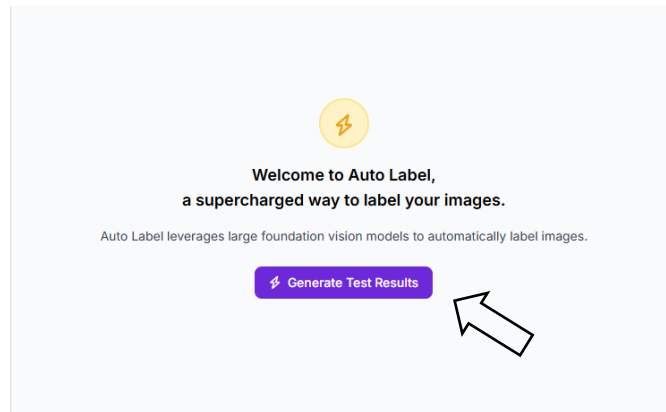 Welcome to Auto Label,
a supercharged way to label your images.
Auto Label leverages large foundation vision models to automatically label images.
Generate Test Results